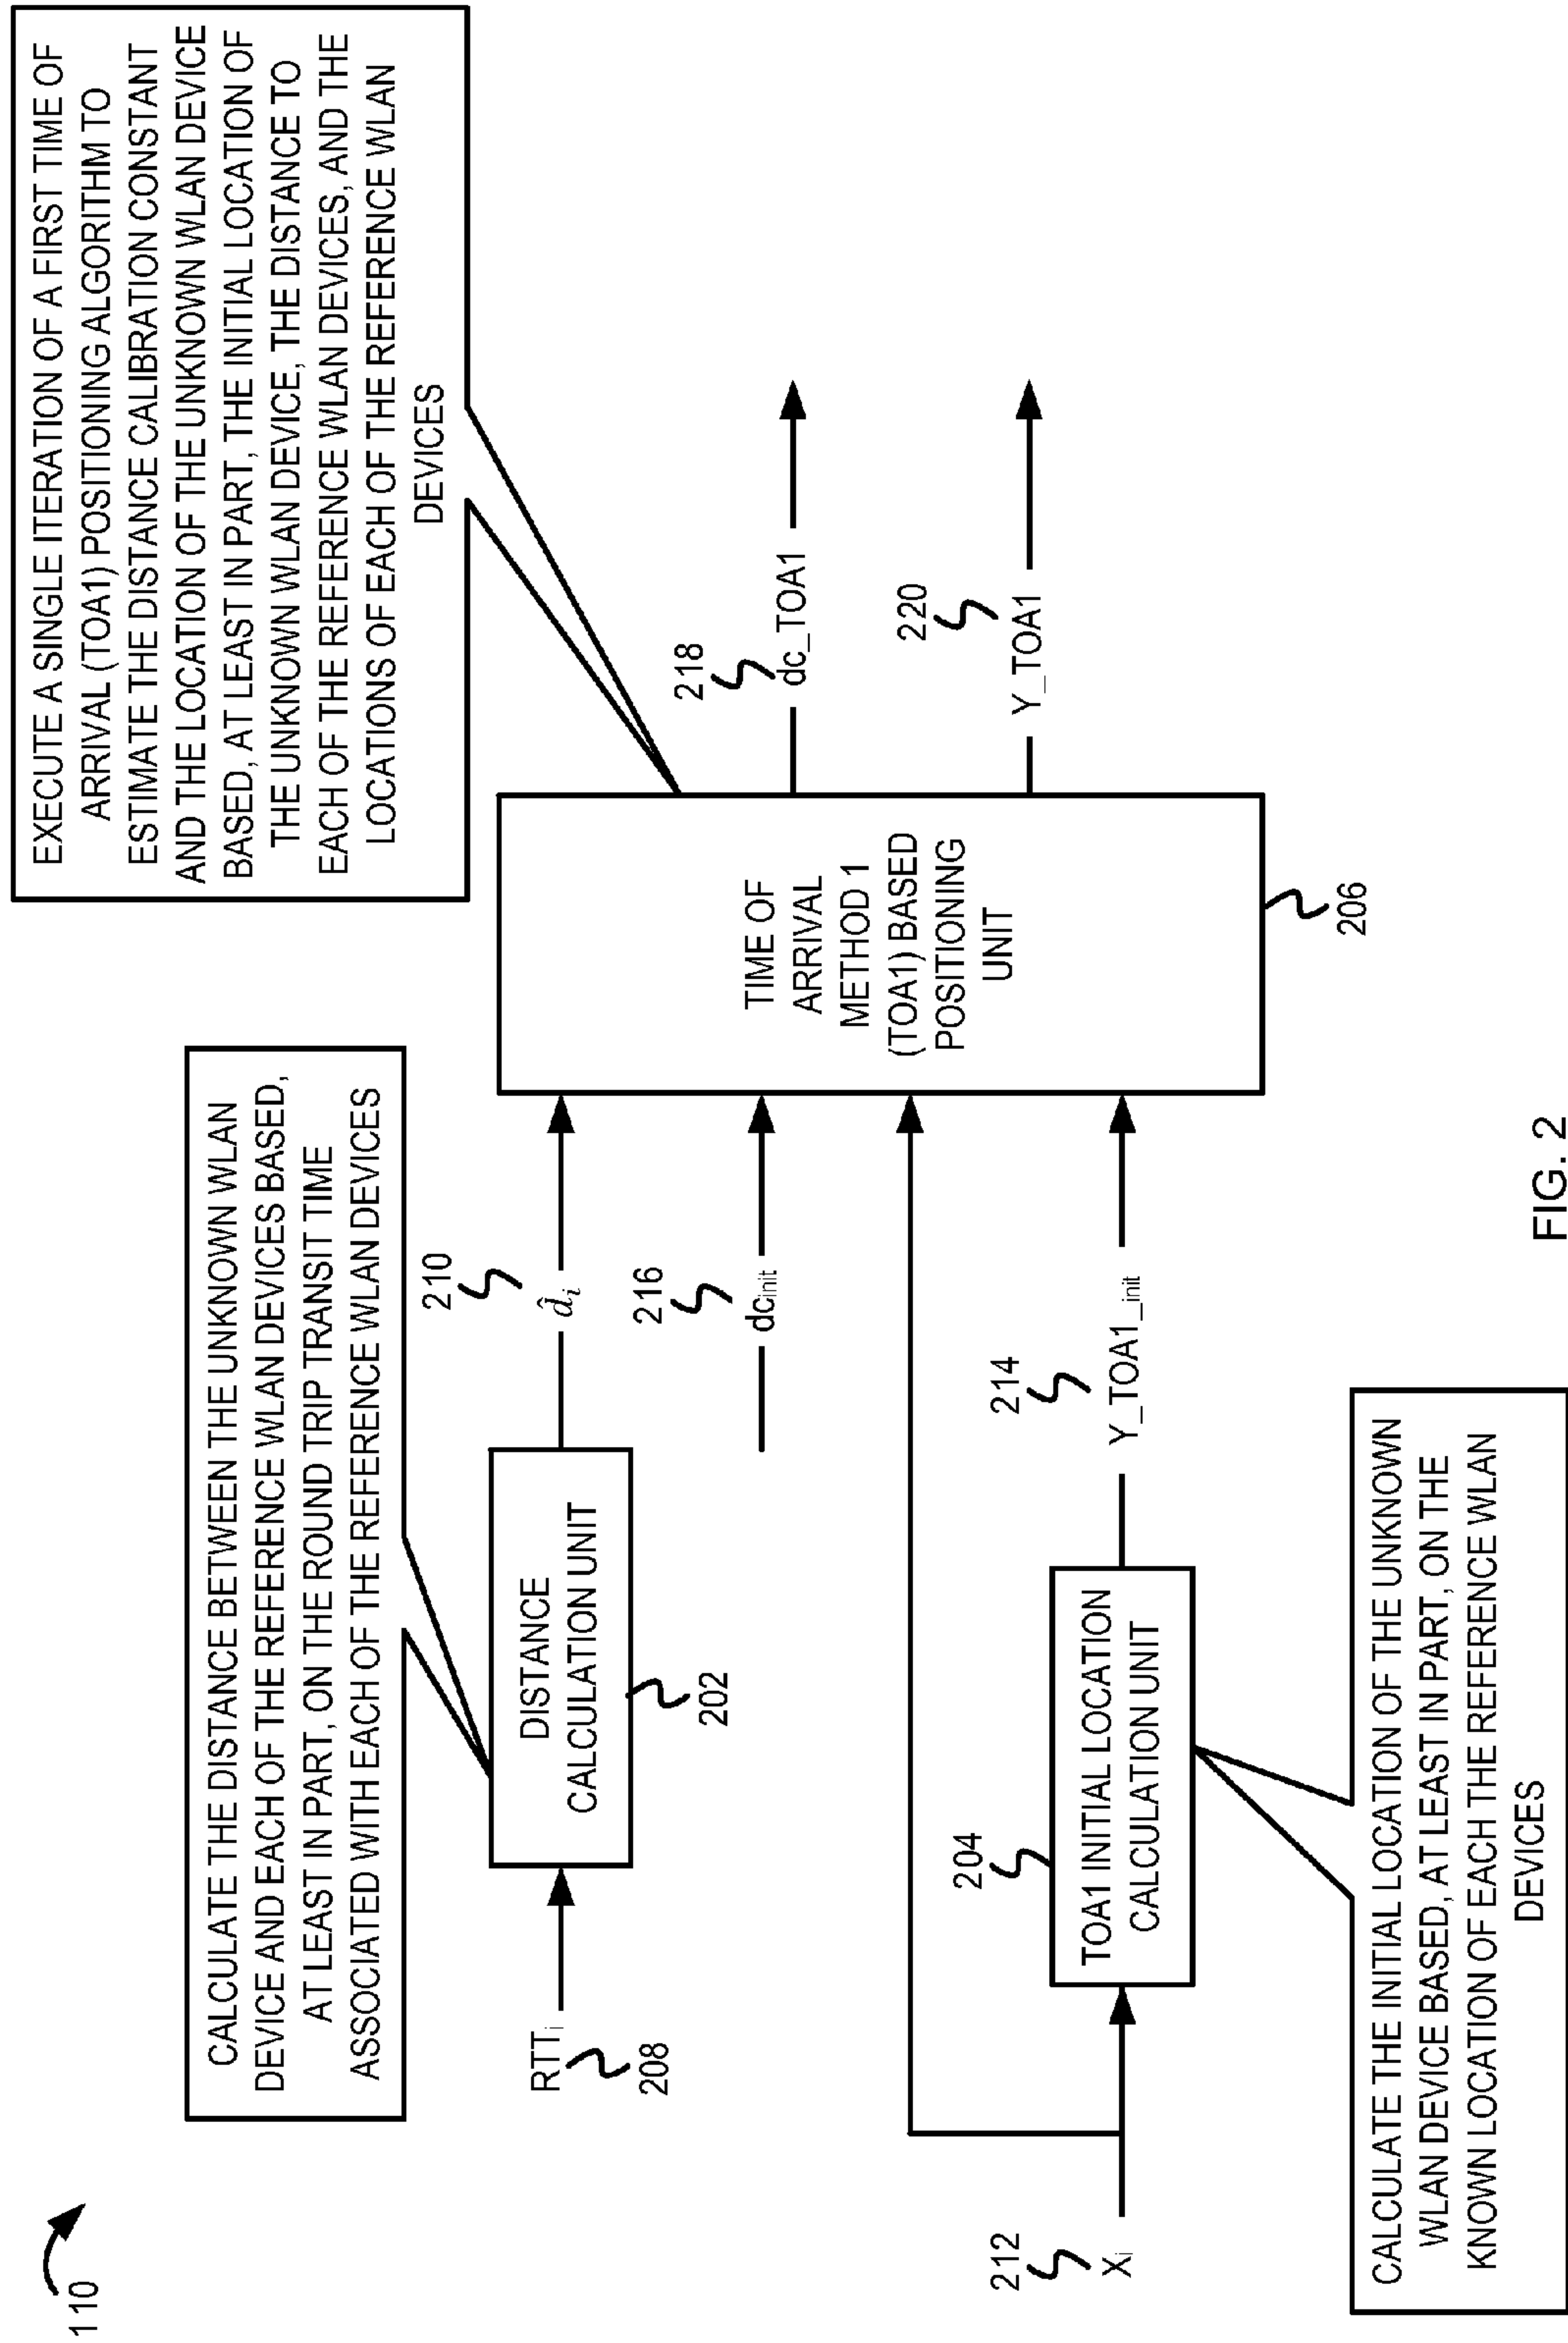 110
CALCULATE THE DISTANCE BETWEEN THE UNKNOWN WLAN
DEVICE AND EACH OF THE REFERENCE WLAN DEVICES BASED,
AT LEAST IN PART, ON THE ROUND TRIP TRANSIT TIME
ASSOCIATED WITH EACH OF THE REFERENCE WLAN DEVICES
EXECUTE A SINGLE ITERATION OF A FIRST TIME OF
ARRIVAL (TOA1) POSITIONING ALGORITHM TO
ESTIMATE THE DISTANCE CALIBRATION CONSTANT
AND THE LOCATION OF THE UNKNOWN WLAN DEVICE
BASED, AT LEAST IN PART, THE INITIAL LOCATION OF
THE UNKNOWN WLAN DEVICE, THE DISTANCE TO
EACH OF THE REFERENCE WLAN DEVICES, AND THE
LOCATIONS OF EACH OF THE REFERENCE WLAN
DEVICES
RTTi
208
DISTANCE
CALCULATION UNIT
202
210
d̂i
216
dcinit
212
Xi
204
TOA1 INITIAL LOCATION
CALCULATION UNIT
214
Y_TOA1_init
TIME OF
ARRIVAL
METHOD 1
(TOA1) BASED
POSITIONING
UNIT
206
218
dc_TOA1
220
Y_TOA1
CALCULATE THE INITIAL LOCATION OF THE UNKNOWN
WLAN DEVICE BASED, AT LEAST IN PART, ON THE
KNOWN LOCATION OF EACH THE REFERENCE WLAN
DEVICES
FIG. 2